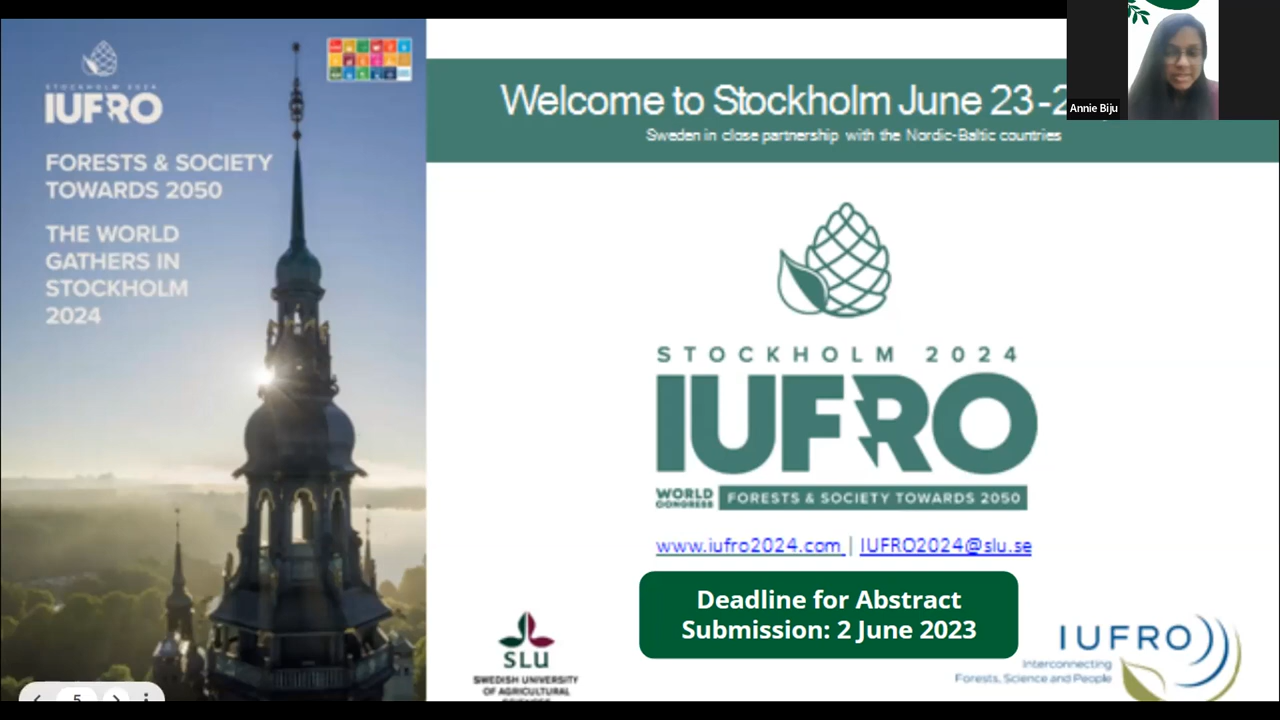 STOCKHOLM 2024
IUFRO
FORESTS & SOCIETY
TOWARDS 2050
THE WORLD
GATHERS IN
STOCKHOLM
2024
Welcome to Stockholm June 23-2
Sweden in close partnership with the Nordic-Baltic countries
Annie Biju
STOCKHOLM 2024
IUFRO
WORLD
CONGRESS
FORESTS & SOCIETY TOWARDS 2050
www.iufro2024.com | IUFRO2024@slu.se
Deadline for Abstract
Submission: 2 June 2023
SLU
SWEDISH UNIVERSITY
OF AGRICULTURAL
SCIENCES
IUFRO
Interconnecting
Forests, Science and People
5